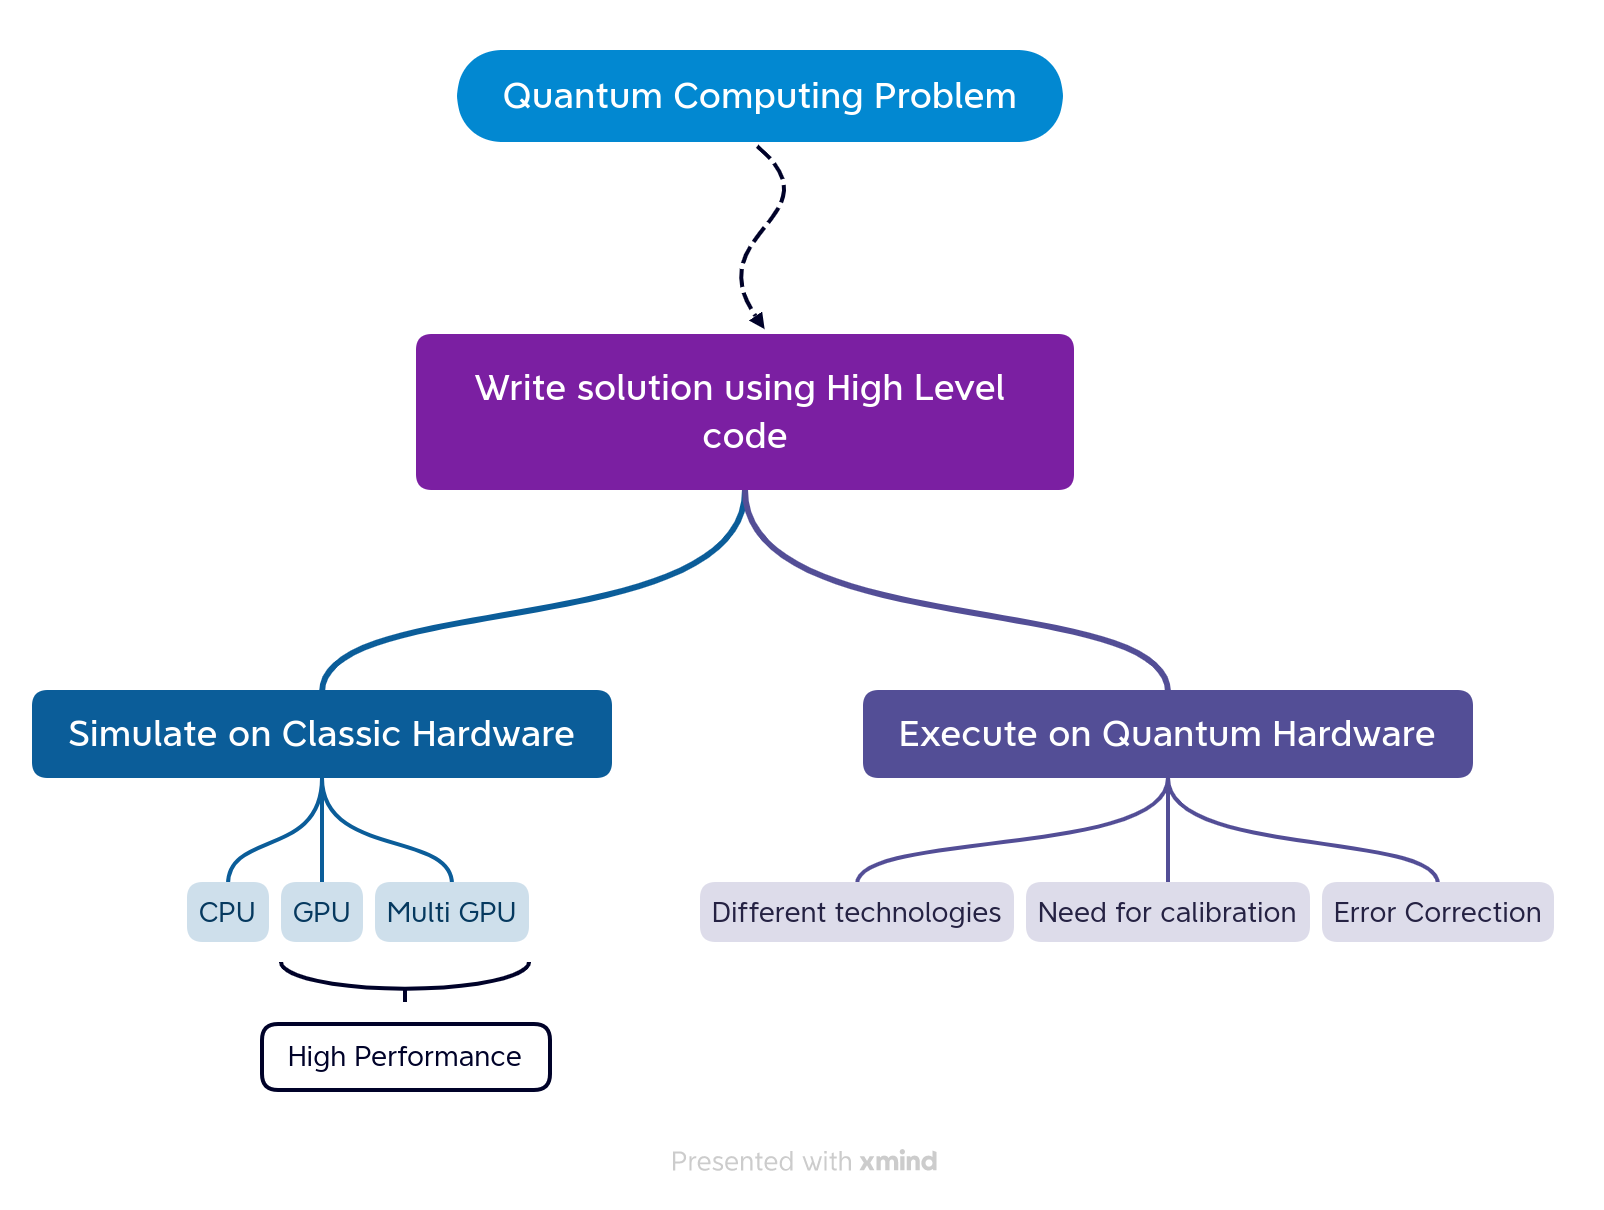 Quantum Computing Problem
Write solution using High Level
code
Simulate on Classic Hardware
Execute on Quantum Hardware
CPU
GPU
Multi GPU
Different technologies
Need for calibration
Error Correction
High Performance
Presented with xmind